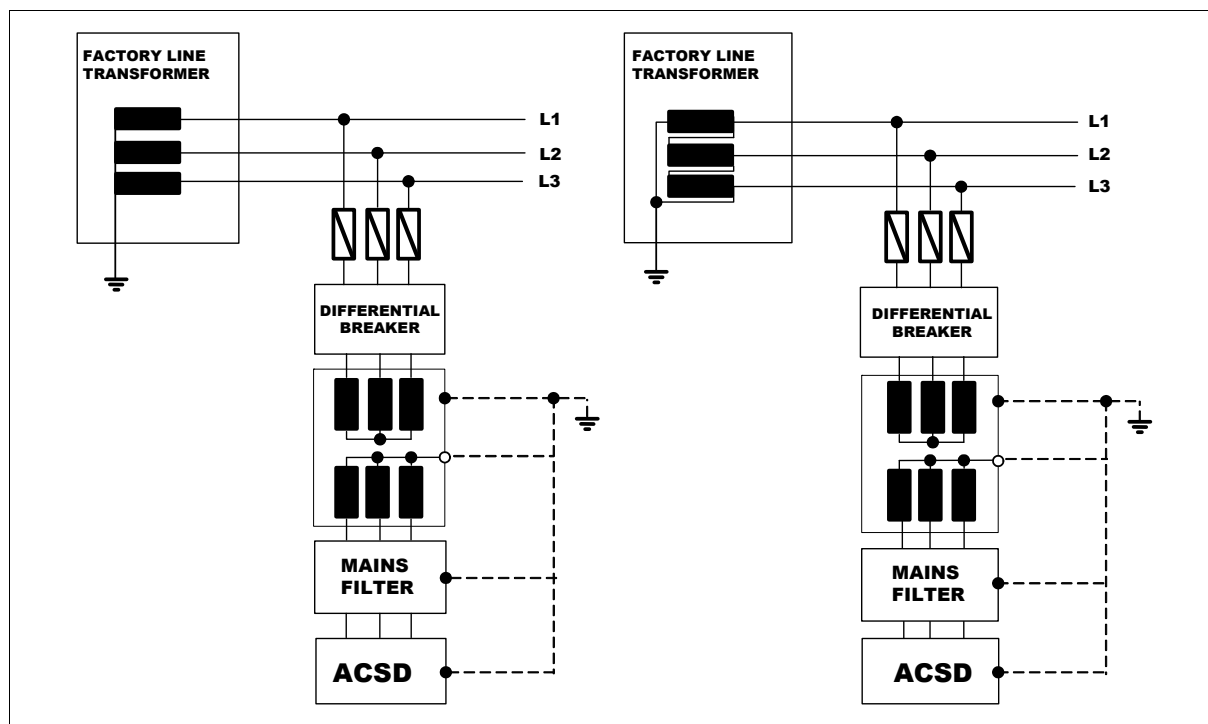 FACTORY LINE
TRANSFORMER
L1
L2
L3
DIFFERENTIAL
BREAKER
MAINS
FILTER
ACSD
FACTORY LINE
TRANSFORMER
L1
L2
L3
DIFFERENTIAL
BREAKER
MAINS
FILTER
ACSD